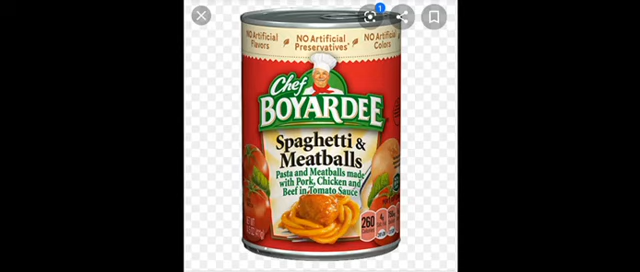 1
NO Artificial Flavors
NO Artificial Preservatives
NO Artificial Colors
Chef
BOYARDEE
Spaghetti &
Meatballs
Pasta and Meatballs made
with Pork, Chicken and
Beef in Tomato Sauce
260